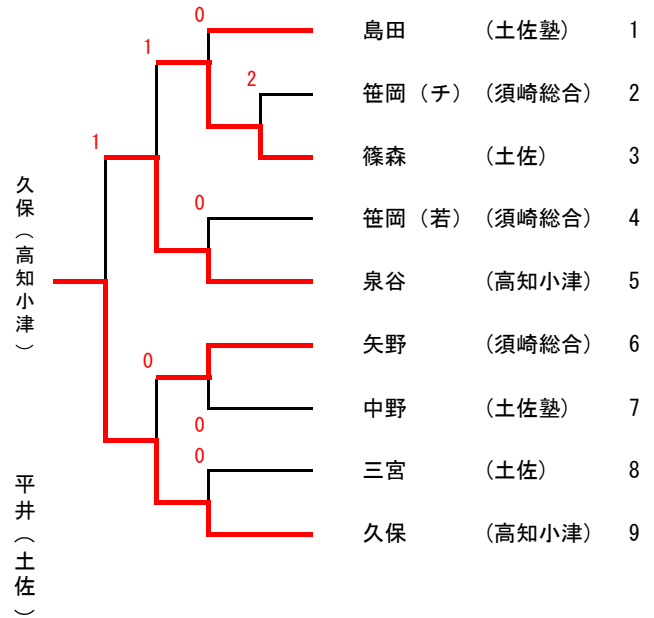 0
島田 (土佐塾) 1
1
2
笹岡（チ） (須崎総合) 2
1
篠森 (土佐) 3
0
笹岡（若） (須崎総合) 4
泉谷 (高知小津) 5
久保（高知小津）
矢野 (須崎総合) 6
0
中野 (土佐塾) 7
0
0
三宮 (土佐) 8
久保 (高知小津) 9
平井（土佐）